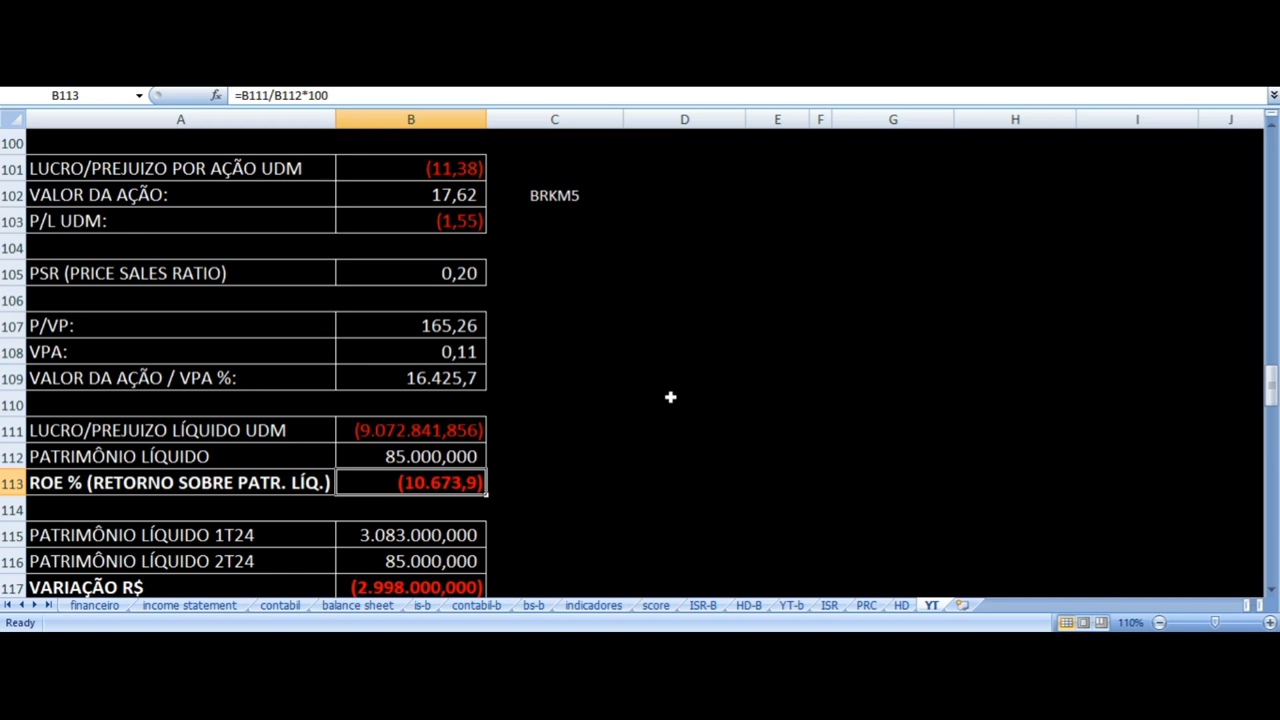 B113 fx =B111/B112*100
A B C D E F G H I J
100
101 LUCRO/PREJUIZO POR AÇÃO UDM (11,38)
102 VALOR DA AÇÃO: 17,62 BRKM5
103 P/L UDM: (1,55)
104
105 PSR (PRICE SALES RATIO) 0,20
106
107 P/VP: 165,26
108 VPA: 0,11
109 VALOR DA AÇÃO / VPA %: 16.425,7
110
111 LUCRO/PREJUIZO LÍQUIDO UDM (9.072.841,856)
112 PATRIMÔNIO LÍQUIDO 85.000,000
113 ROE % (RETORNO SOBRE PATR. LÍQ.) (10.673,9)
114
115 PATRIMÔNIO LÍQUIDO 1T24 3.083.000,000
116 PATRIMÔNIO LÍQUIDO 2T24 85.000,000
117 VARIAÇÃO R$ (2.998.000,000)
financeiro income statement contabil balance sheet is-b contabil-b bs-b indicadores score ISR-B HD-B YT-b ISR PRC HD YT
Ready 110%